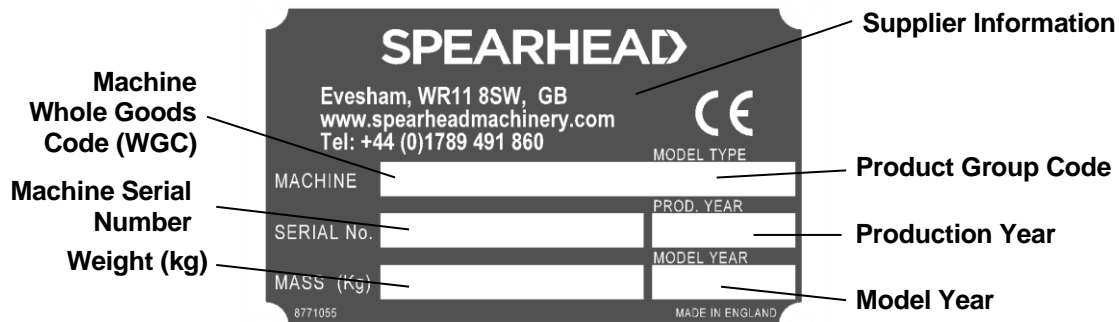 SPEARHEAD
Supplier Information
Machine
Whole Goods
Code (WGC)
Evesham, WR11 8SW, GB
www.spearheadmachinery.com
Tel: +44 (0)1789 491 860
CE
MODEL TYPE
MACHINE
Product Group Code
Machine Serial
Number
PROD. YEAR
SERIAL No.
Production Year
Weight (kg)
MODEL YEAR
MASS (Kg)
Model Year
8771055
MADE IN ENGLAND